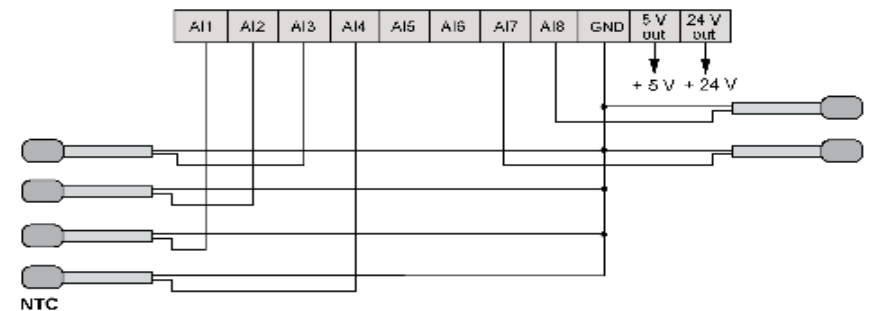 AI1 AI2 AI3 AI4 AI5 AI6 AI7 AI8 GND 5 V out 24 V out
+ 5 V + 24 V
NTC